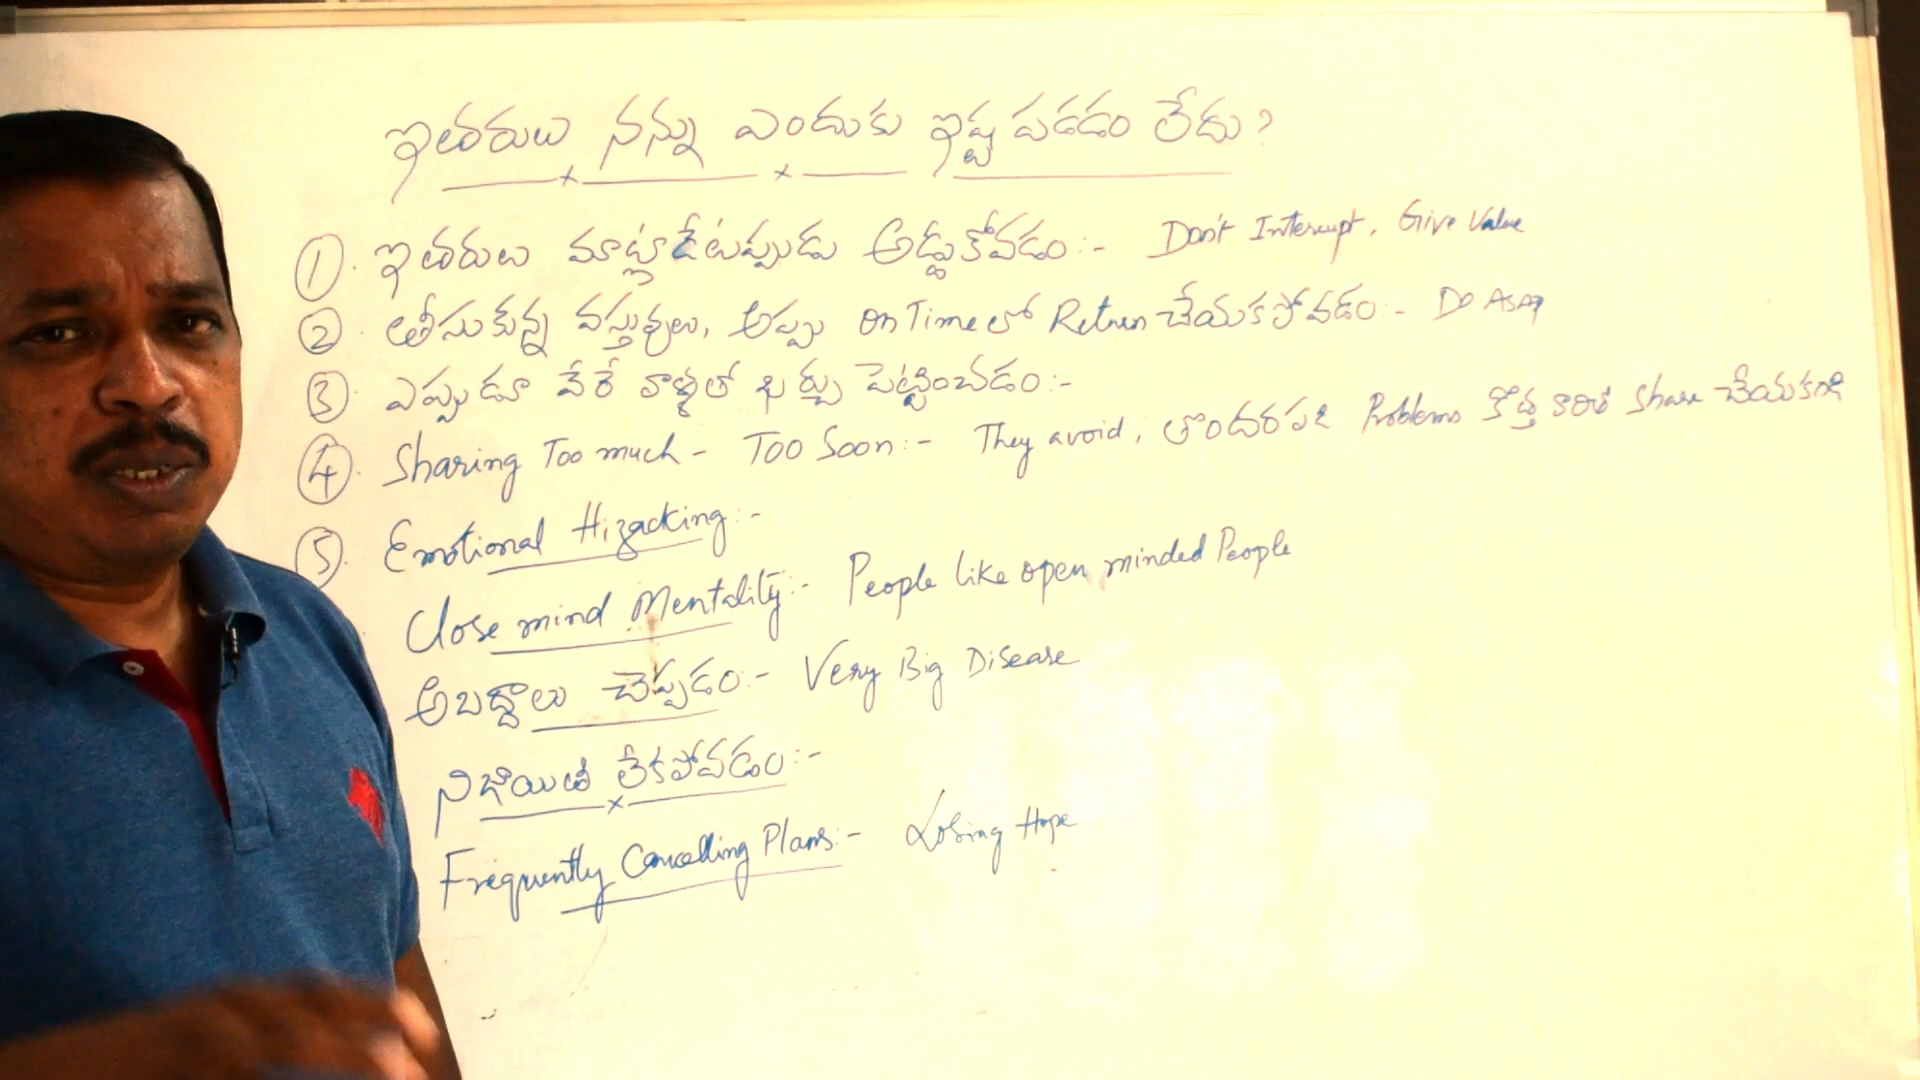 ఇతరులు నన్ను ఎందుకు ఇష్ట పడడం లేదు?
① ఇతరులు మాట్లాడేటప్పుడు అడ్డుకోవడం:- Don't Interrupt, Give Value
② తీసుకున్న వస్తువులు, అప్పు on Time లో Return చేయకపోవడం:- Do ASAP
③ ఎప్పుడూ వేరే వాళ్ళతో ఖర్చు పెట్టించడం:-
④ Sharing Too much - Too Soon:- They avoid, తొందరపడి Problems కొత్త వారితో Share చేయకండి
⑤ Emotional Hizacking:-
Close mind Mentality:- People like open minded People
అబద్దాలు చెప్పడం:- Very Big Disease
నిజాయితీ లేకపోవడం:-
Frequently Cancelling Plans:- Losing Hope